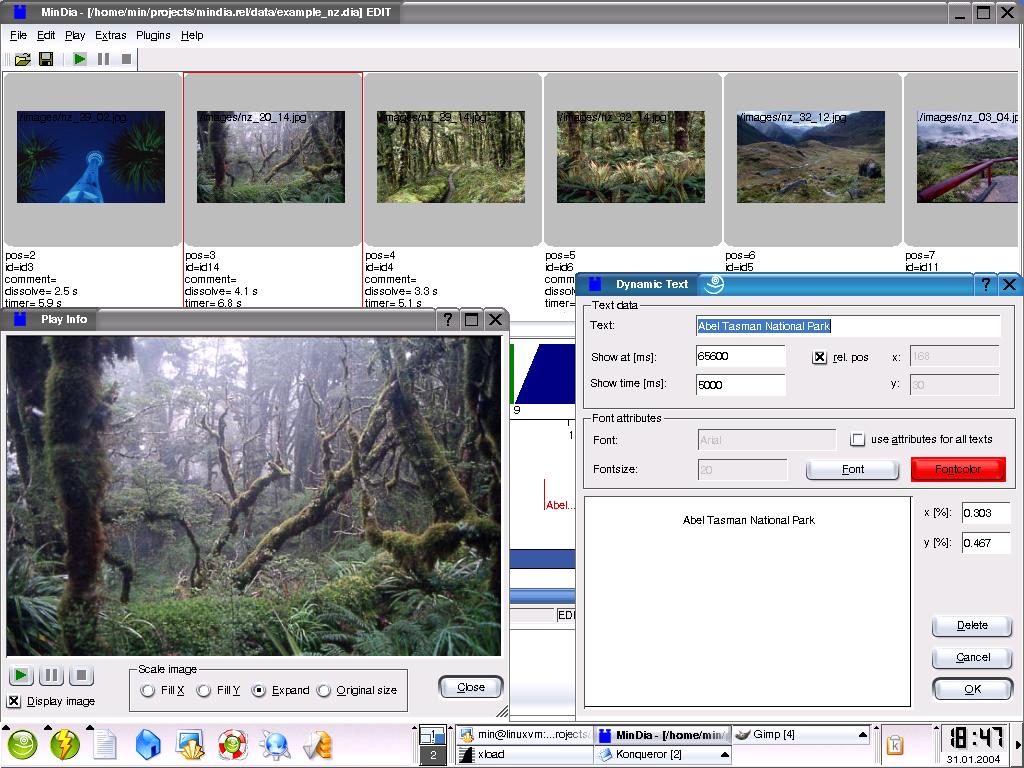 MinDia - [/home/min/projects/mindia.rel/data/example_nz.dia] EDIT
File Edit Play Extras Plugins Help
/images/nz_29_02.jpg /images/nz_20_14.jpg /images/nz_29_14.jpg /images/nz_32_14.jpg /images/nz_32_12.jpg ./images/nz_03_04.jp
pos=2 pos=3 pos=4 pos=5 pos=6 pos=7
id=id3 id=id14 id=id4 id=id6 id=id5 id=id11
comment= comment= comment= comm
dissolve= 2.5 s dissolve= 4.1 s dissolve= 3.3 s dissol
timer= 5.9 s timer= 6.8 s timer= 5.1 s timer=
Play Info
Scale image
Fill X Fill Y Expand Original size
Display image
Close
9
1
Abel...
EDI
Dynamic Text
Text data
Text: Abel Tasman National Park
Show at [ms]: 65600 rel. pos x: 168
Show time [ms]: 5000 y: 30
Font attributes
Font: Arial use attributes for all texts
Fontsize: 20 Font Fontcolor
Abel Tasman National Park
x [%]: 0.303
y [%]: 0.467
Delete
Cancel
OK
1
2
min@linuxvm:...rojects/ MinDia - /home/min/ Gimp [4]
xload Konqueror [2]
18:47
31.01.2004